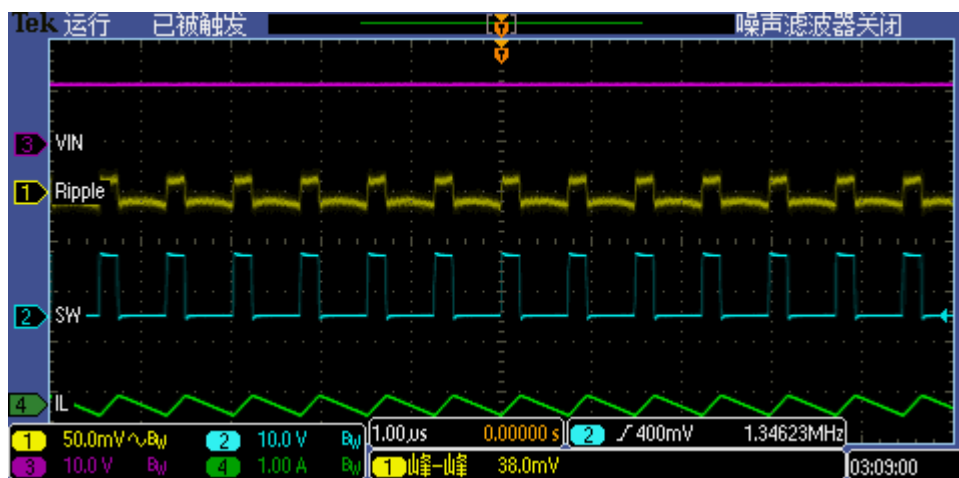 Tek 运行 已被触发 噪声滤波器关闭
3 VIN
1 Ripple
2 SW
4 IL
1 50.0mV∿BW 2 10.0 V BW 1.00µs 0.00000 s 2 ∕ 400mV 1.34623MHz
3 10.0 V BW 4 1.00 A BW 1 峰-峰 38.0mV 03:09:00